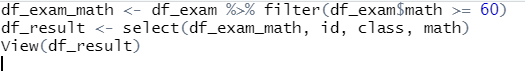 df_exam_math <- df_exam %>% filter(df_exam$math >= 60)
df_result <- select(df_exam_math, id, class, math)
View(df_result)